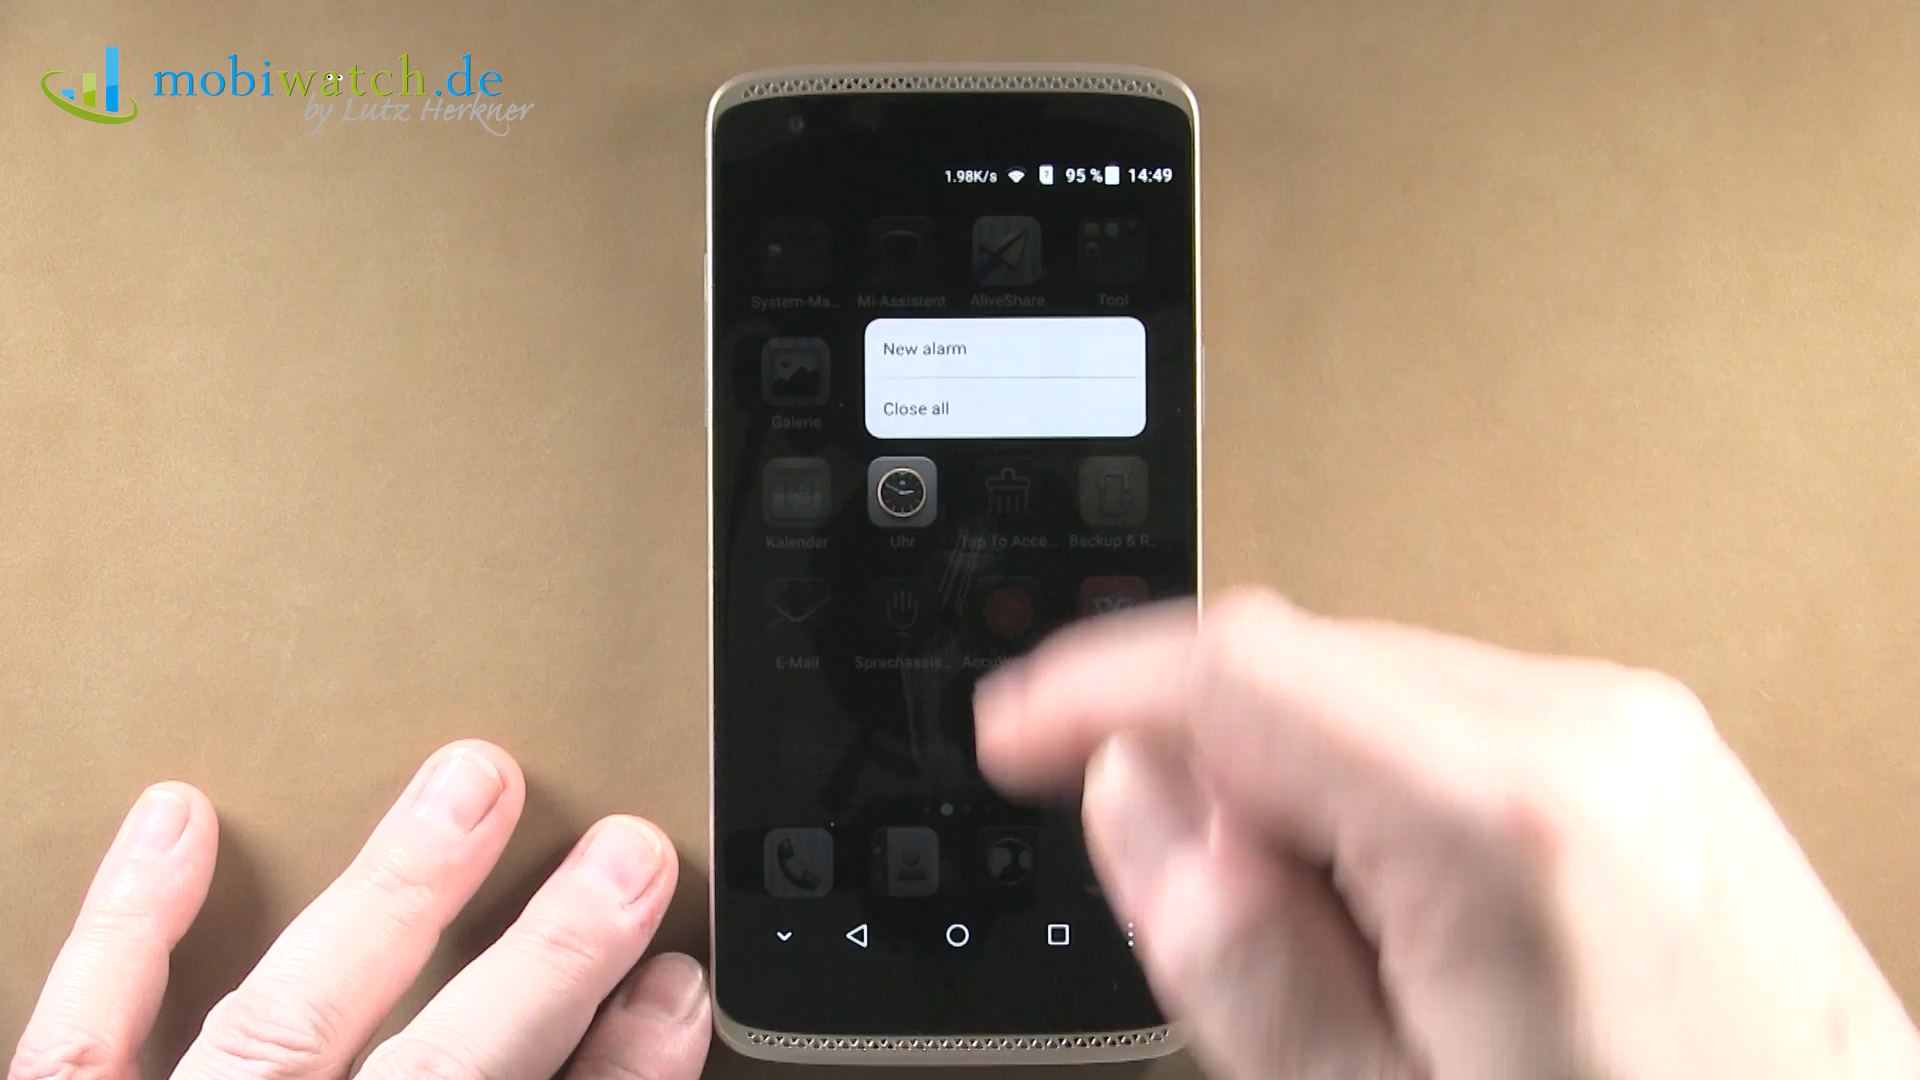 mobiwatch.de
by Lutz Herkner
1.98K/s 95 % 14:49
System-Ma... Mi-Assistent AliveShare Tool
New alarm
Galerie
Close all
Kalender Uhr Tap To Acce... Backup & R...
E-Mail Sprachassis...